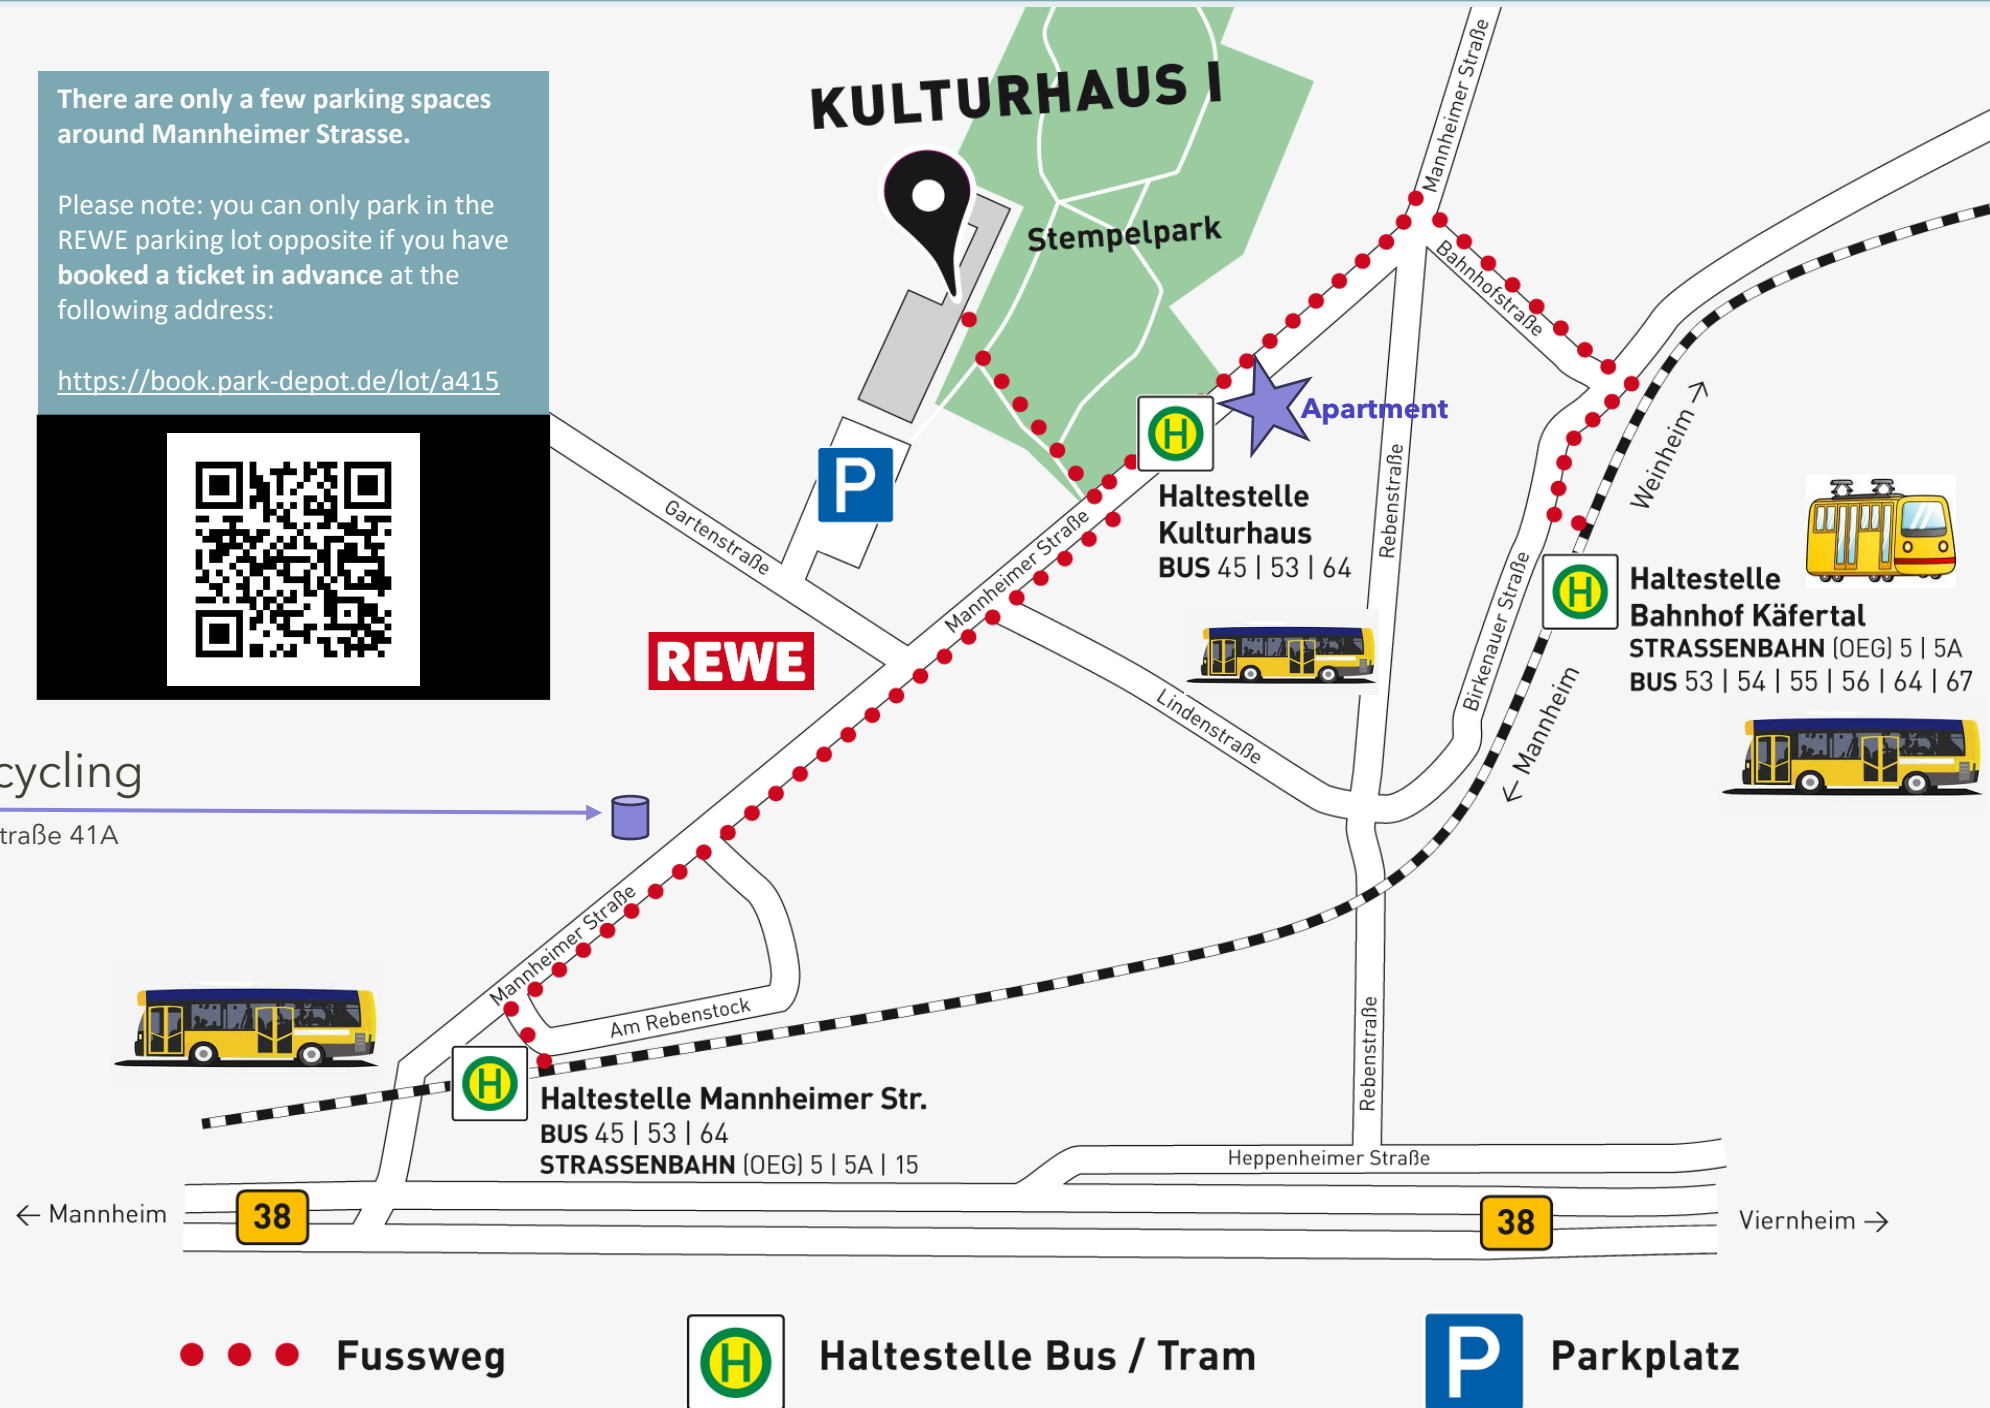 There are only a few parking spaces
around Mannheimer Strasse.
Please note: you can only park in the
REWE parking lot opposite if you have
booked a ticket in advance at the
following address:
https://book.park-depot.de/lot/a415
KULTURHAUS I
Stempelpark
Mannheimer Straße
Bahnhofstraße
Apartment
H
Haltestelle
Kulturhaus
BUS 45 | 53 | 64
P
Gartenstraße
Mannheimer Straße
Rebenstraße
Weinheim →
REWE
Lindenstraße
Birkenauer Straße
H
Haltestelle
Bahnhof Käfertal
STRASSENBAHN (OEG) 5 | 5A
BUS 53 | 54 | 55 | 56 | 64 | 67
← Mannheim
cycling
traße 41A
Mannheimer Straße
Am Rebenstock
Rebenstraße
H
Haltestelle Mannheimer Str.
BUS 45 | 53 | 64
STRASSENBAHN (OEG) 5 | 5A | 15
Heppenheimer Straße
← Mannheim
38
38
Viernheim →
Fussweg
H
Haltestelle Bus / Tram
P
Parkplatz